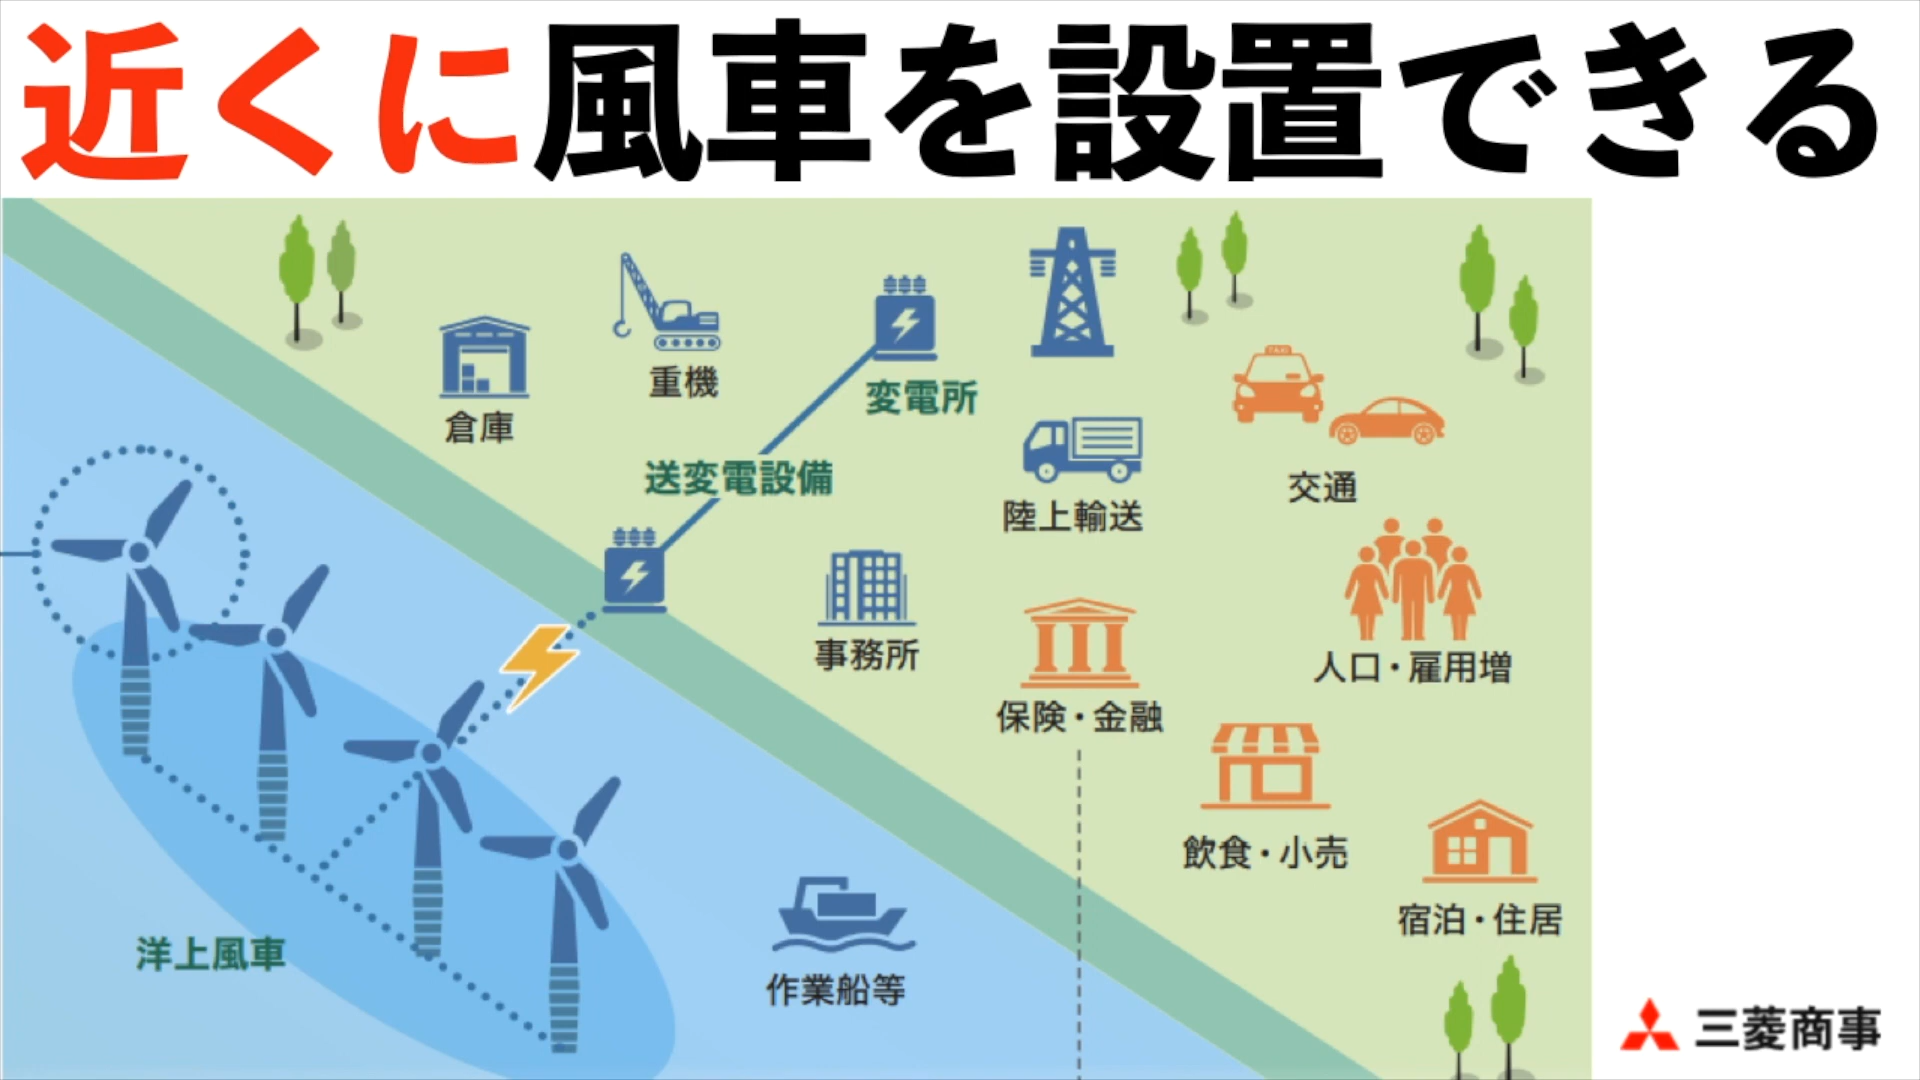 近くに風車を設置できる
倉庫
重機
変電所
送変電設備
陸上輸送
交通
事務所
人口・雇用増
保険・金融
飲食・小売
宿泊・住居
洋上風車
作業船等
三菱商事